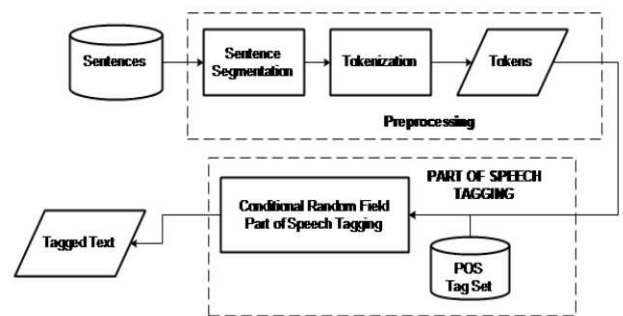 Sentences
Sentence
Segmentation
Tokenization
Tokens
Preprocessing
PART OF SPEECH
TAGGING
Conditional Random Field
Part of Speech Tagging
Tagged Text
POS
Tag Set